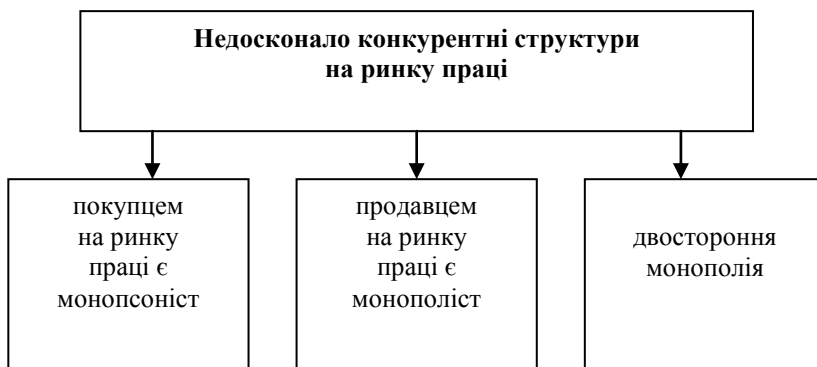 Недосконало конкурентні структури
на ринку праці
покупцем
на ринку
праці є
монопсоніст
продавцем
на ринку
праці є
монополіст
двостороння
монополія